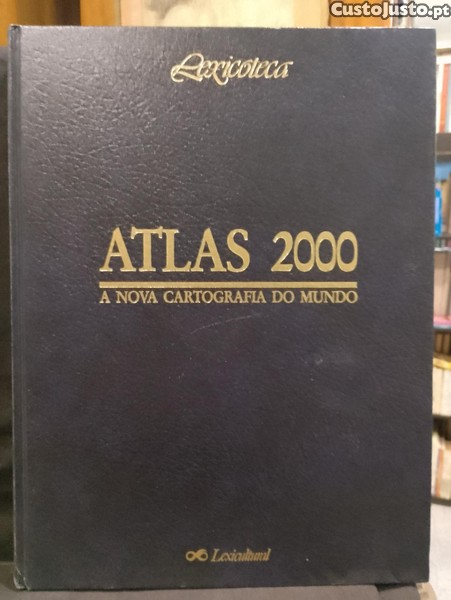 CustoJusto.pt
Lexicoteca
ATLAS 2000
A NOVA CARTOGRAFIA DO MUNDO
Lexicultural